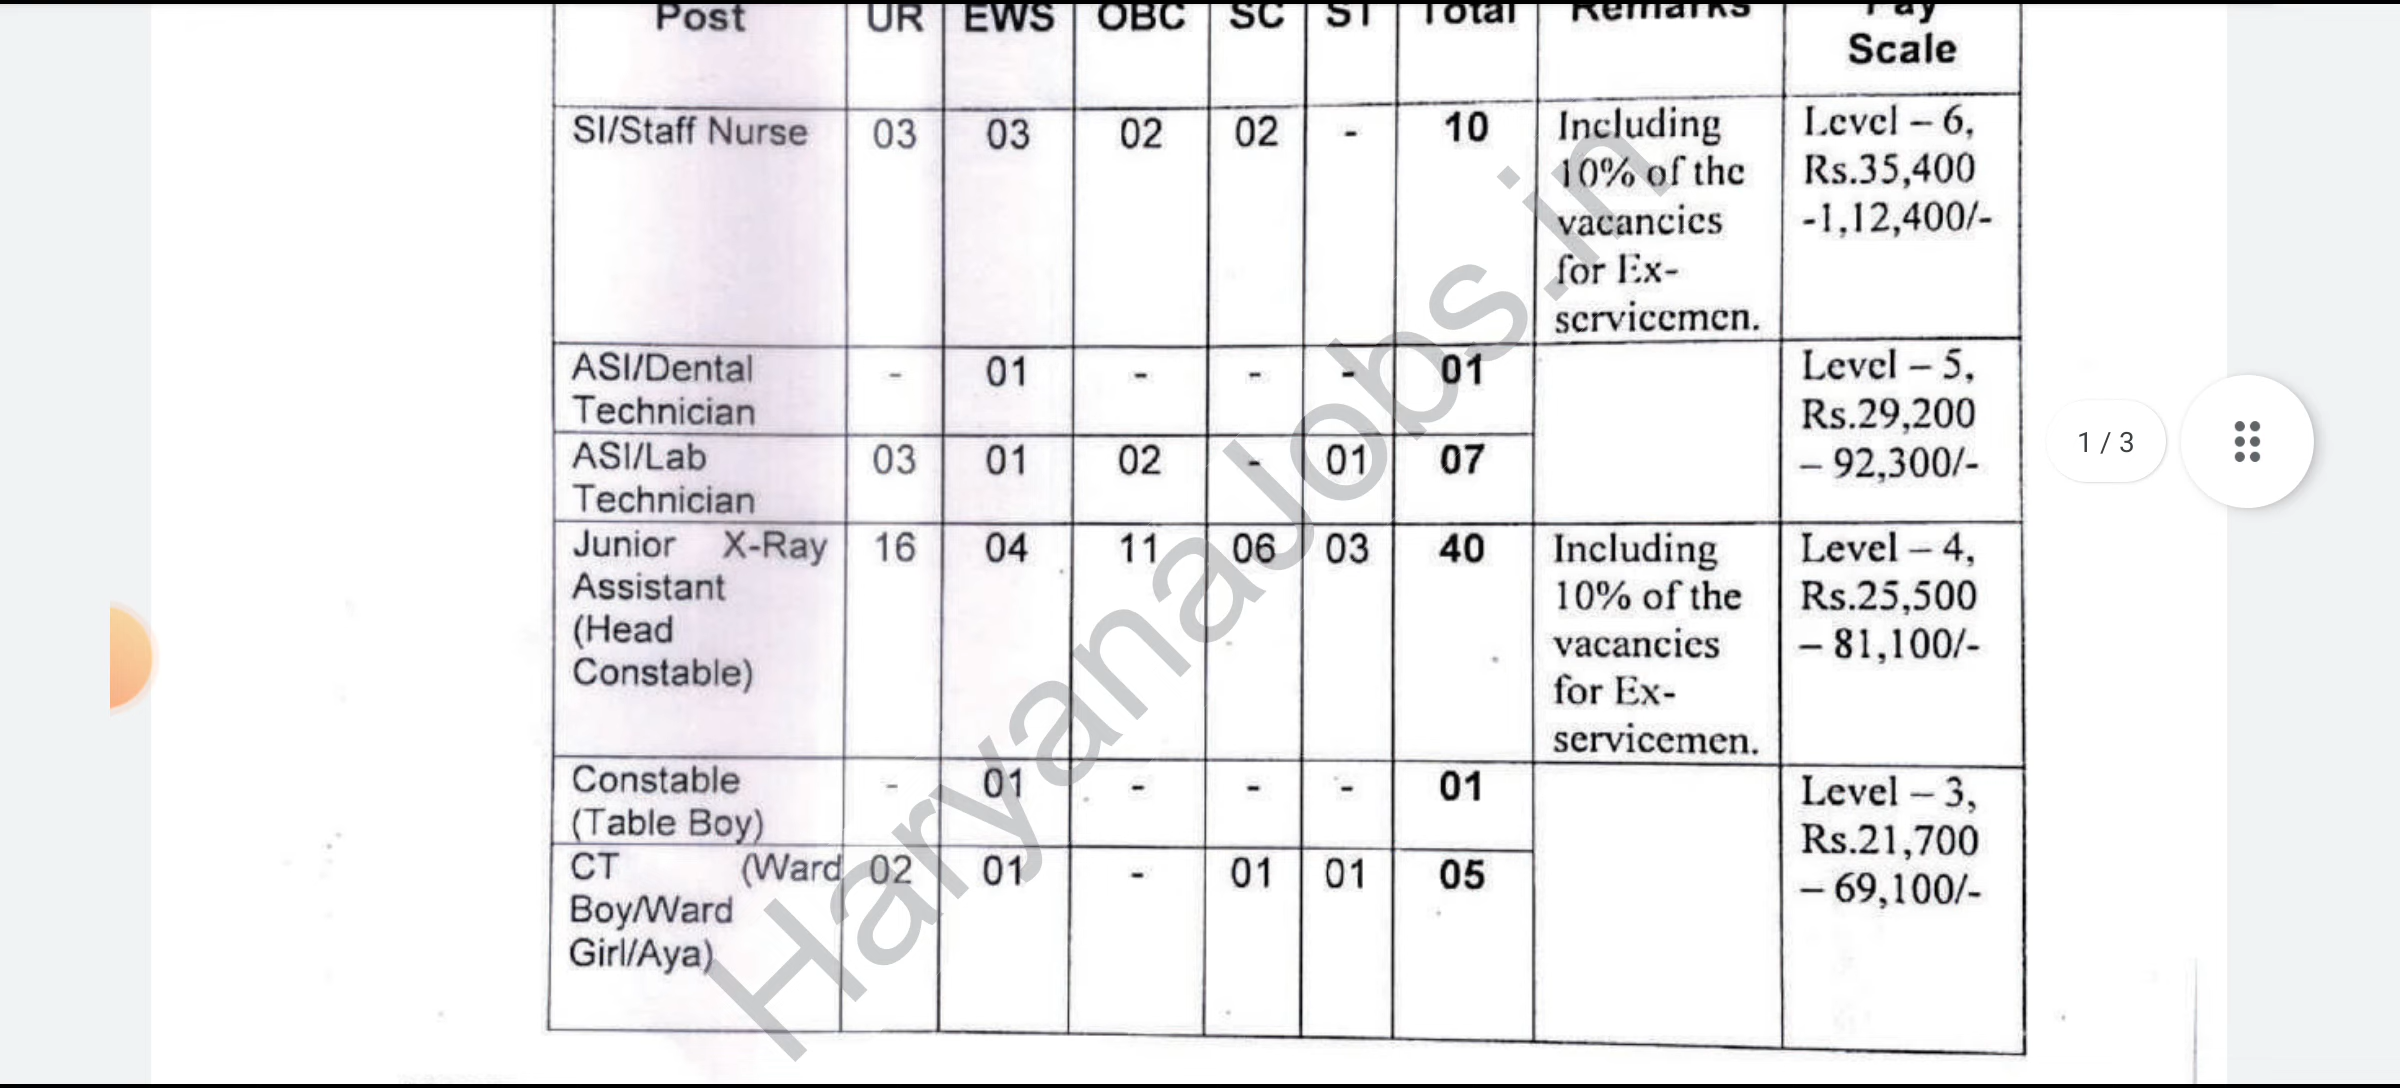 Post UR EWS OBC SC ST Total Remarks Pay
Scale
SI/Staff Nurse 03 03 02 02 - 10 Including Level – 6,
10% of the Rs.35,400
vacancies -1,12,400/-
for Ex-
servicemen.
ASI/Dental - 01 - - - 01 Level – 5,
Technician Rs.29,200
ASI/Lab 03 01 02 - 01 07 – 92,300/-
Technician
Junior X-Ray 16 04 11 06 03 40 Including Level – 4,
Assistant 10% of the Rs.25,500
(Head vacancies – 81,100/-
Constable) for Ex-
servicemen.
Constable - 01 - - - 01 Level – 3,
(Table Boy) Rs.21,700
CT (Ward 02 01 - 01 01 05 – 69,100/-
Boy/Ward
Girl/Aya)
HaryanaJobs.in
1 / 3